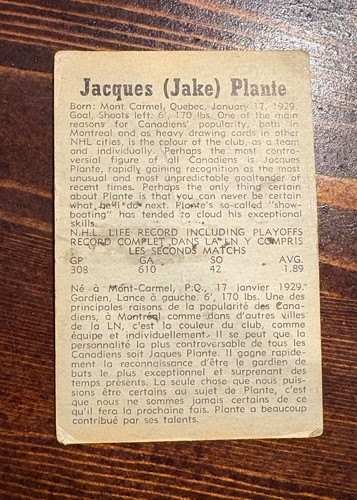 Jacques (Jake) Plante
Born: Mont Carmel, Quebec, January 17, 1929.
Goal, Shoots left. 6', 170 lbs. One of the main
reasons for Canadiens' popularity, both in
Montreal and as heavy drawing cards in other
NHL cities, is the colour of the club, as a team
and individually. Perhaps the most contro-
versial figure of all Canadiens is Jacques
Plante, rapidly gaining recognition as the most
unusual and most unpredictable goaltender of
recent times. Perhaps the only thing certain
about Plante is that you can never be certain
what he'll do next. Plante's so-called "show-
boating" has tended to cloud his exceptional
skills.
N.H.L. LIFE RECORD INCLUDING PLAYOFFS
RECORD COMPLET DANS LA LN Y COMPRIS
LES SECONDS MATCHS
GP GA SO AVG.
308 610 42 1.89
Né à Mont-Carmel, P.Q., 17 janvier 1929.
Gardien, Lance à gauche, 6', 170 lbs. Une des
principales raisons de la popularité des Cana-
diens, à Montréal comme dans d'autres villes
de la LN, c'est la couleur du club, comme
équipe et individuellement. Il se peut que la
personnalité la plus controversable de tous les
Canadiens soit Jaques Plante. Il gagne rapide-
ment la reconnaissance d'être le gardien de
buts le plus exceptionnel et surprenant des
temps présents. La seule chose que nous puis-
sions être certains au sujet de Plante, c'est
que nous ne sommes jamais certains de ce
qu'il fera la prochaine fois. Plante a beaucoup
contribué par ses talents.